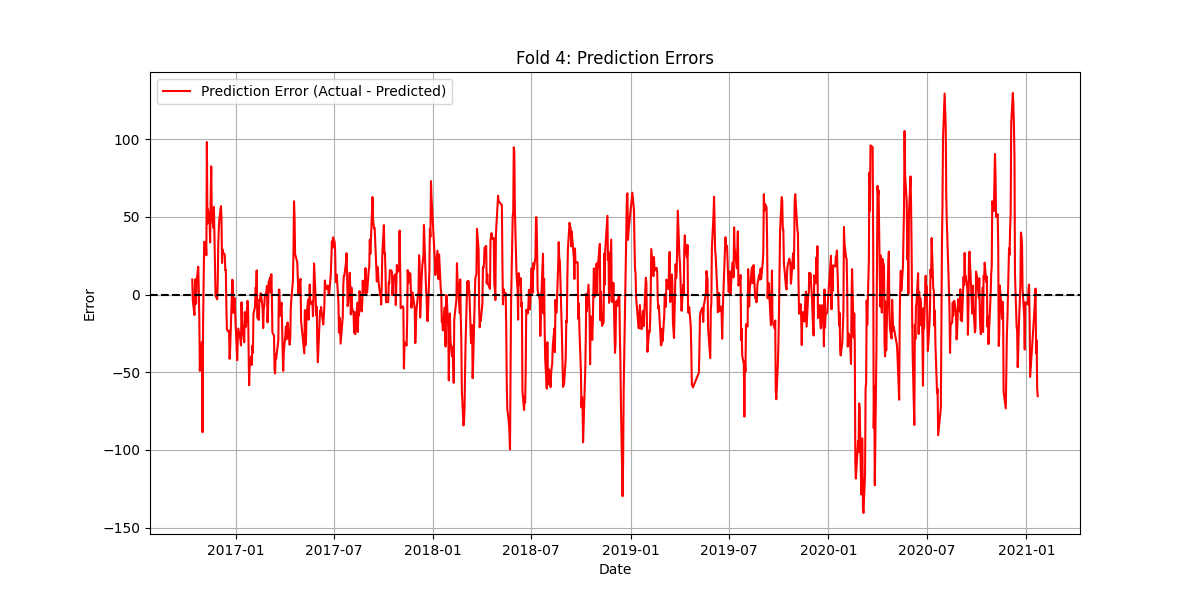 Fold 4: Prediction Errors
Prediction Error (Actual - Predicted)
Error
100
50
0
−50
−100
−150
2017-01 2017-07 2018-01 2018-07 2019-01 2019-07 2020-01 2020-07 2021-01
Date